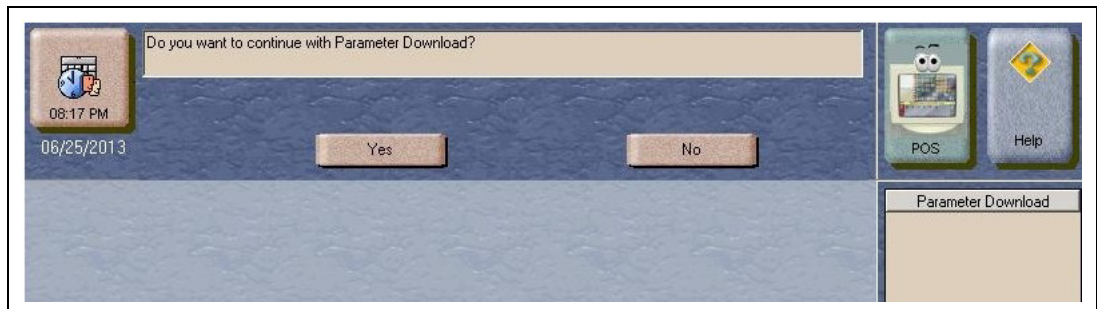 Do you want to continue with Parameter Download?
08:17 PM
06/25/2013
Yes
No
POS
Help
Parameter Download